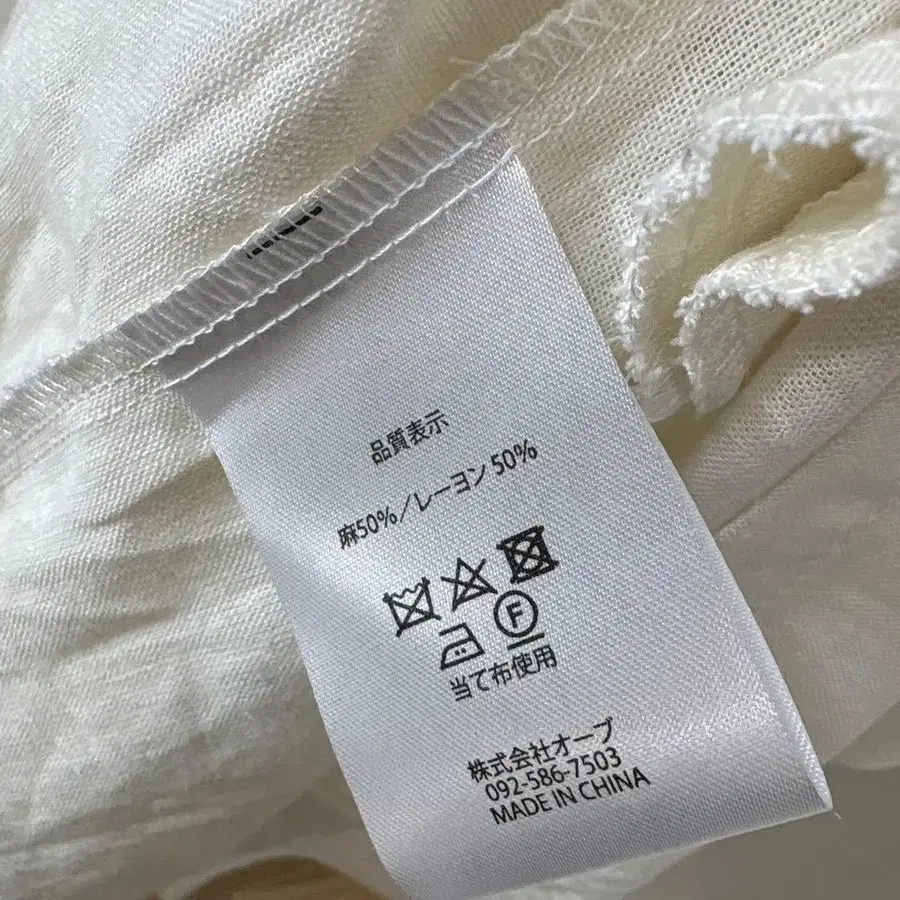 品質表示
麻50%/レーヨン 50%
F
当て布使用
株式会社オーブ
092-586-7503
MADE IN CHINA